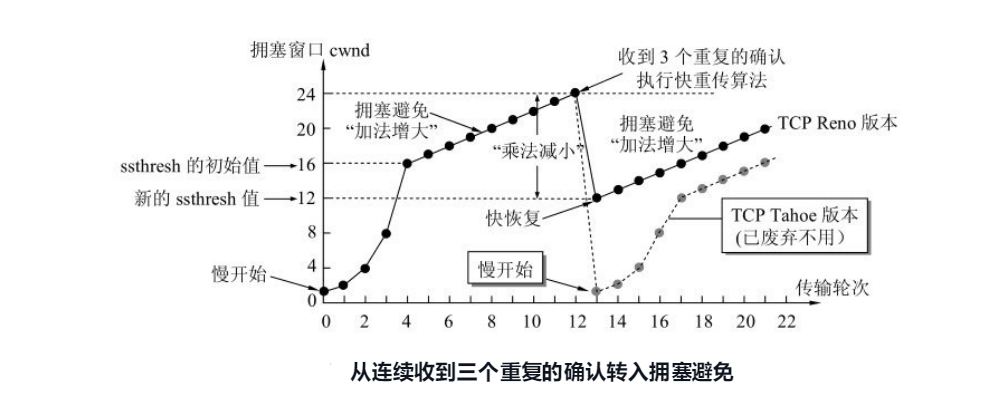 拥塞窗口 cwnd
收到 3 个重复的确认
执行快重传算法
24
拥塞避免
“加法增大”
拥塞避免
“加法增大”
TCP Reno 版本
20
“乘法减小”
ssthresh 的初始值
16
新的 ssthresh 值
12
快恢复
TCP Tahoe 版本
(已废弃不用）
8
慢开始
4
慢开始
传输轮次
0
0 2 4 6 8 10 12 14 16 18 20 22
从连续收到三个重复的确认转入拥塞避免